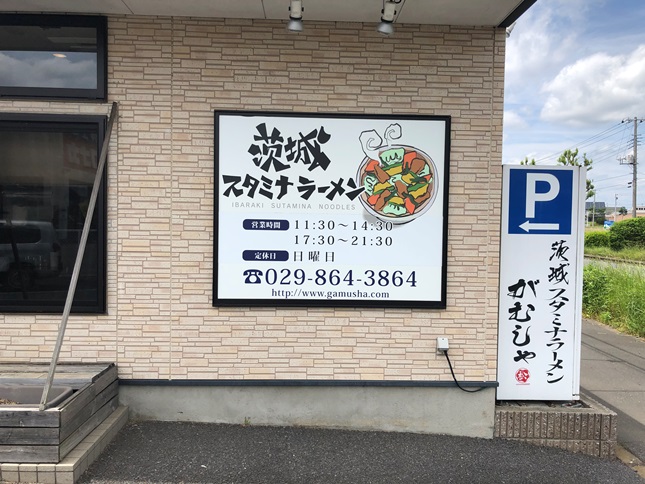 茨城
スタミナラーメン
IBARAKI SUTAMINA NOODLES
営業時間 11:30～14:30
17:30～21:30
定休日 日曜日
☎029-864-3864
http://www.gamusha.com
P
茨城スタミナラーメン
がむしゃ